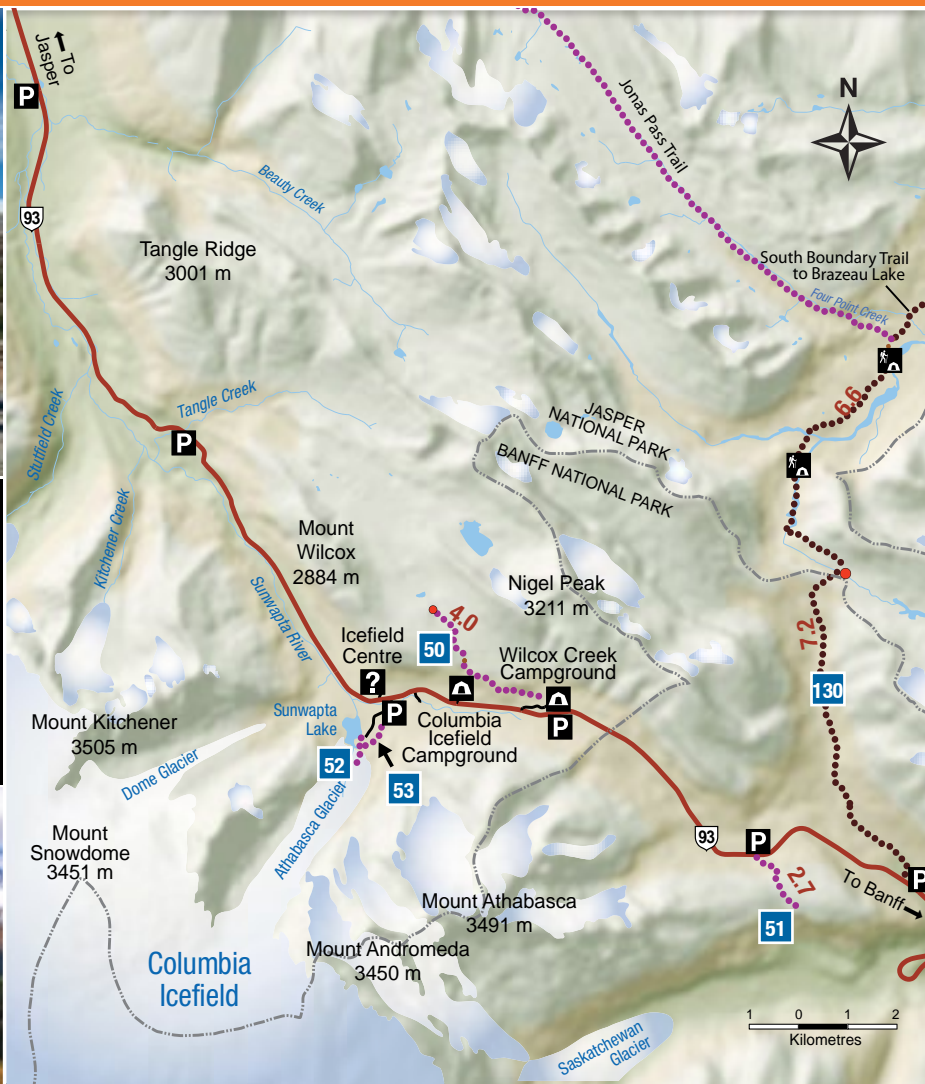 To
Jasper
P
Jonas Pass Trail
N
Beauty Creek
93
Tangle Ridge
3001 m
South Boundary Trail
to Brazeau Lake
Four Point Creek
6.6
Tangle Creek
JASPER
NATIONAL PARK
Stutfield Creek
P
BANFF NATIONAL PARK
Kitchener Creek
Mount
Wilcox
2884 m
Sunwapta River
Nigel Peak
3211 m
4.0
7.2
50
Icefield
Centre
Wilcox Creek
Campground
130
?
Mount Kitchener
3505 m
Sunwapta
Lake
P
Columbia
Icefield
Campground
P
52
53
Dome Glacier
Athabasca Glacier
Mount
Snowdome
3451 m
93
P
2.7
To Banff
P
Mount Athabasca
3491 m
51
Mount Andromeda
3450 m
Columbia
Icefield
1 0 1 2
Kilometres
Saskatchewan
Glacier